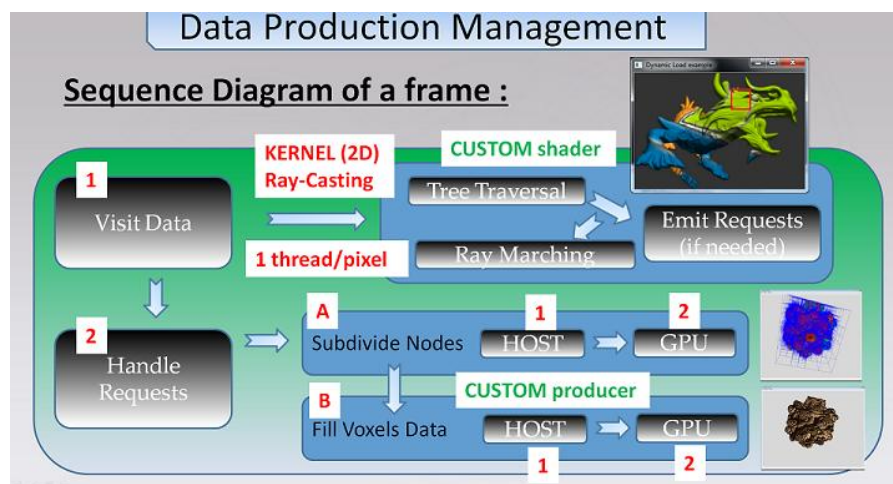 Data Production Management
Sequence Diagram of a frame :
Dynamic Load example
KERNEL (2D)
Ray-Casting
CUSTOM shader
1
Visit Data
Tree Traversal
Emit Requests
(if needed)
1 thread/pixel
Ray Marching
2
Handle
Requests
A
1
2
Subdivide Nodes
HOST
GPU
B
CUSTOM producer
Fill Voxels Data
HOST
GPU
1
2